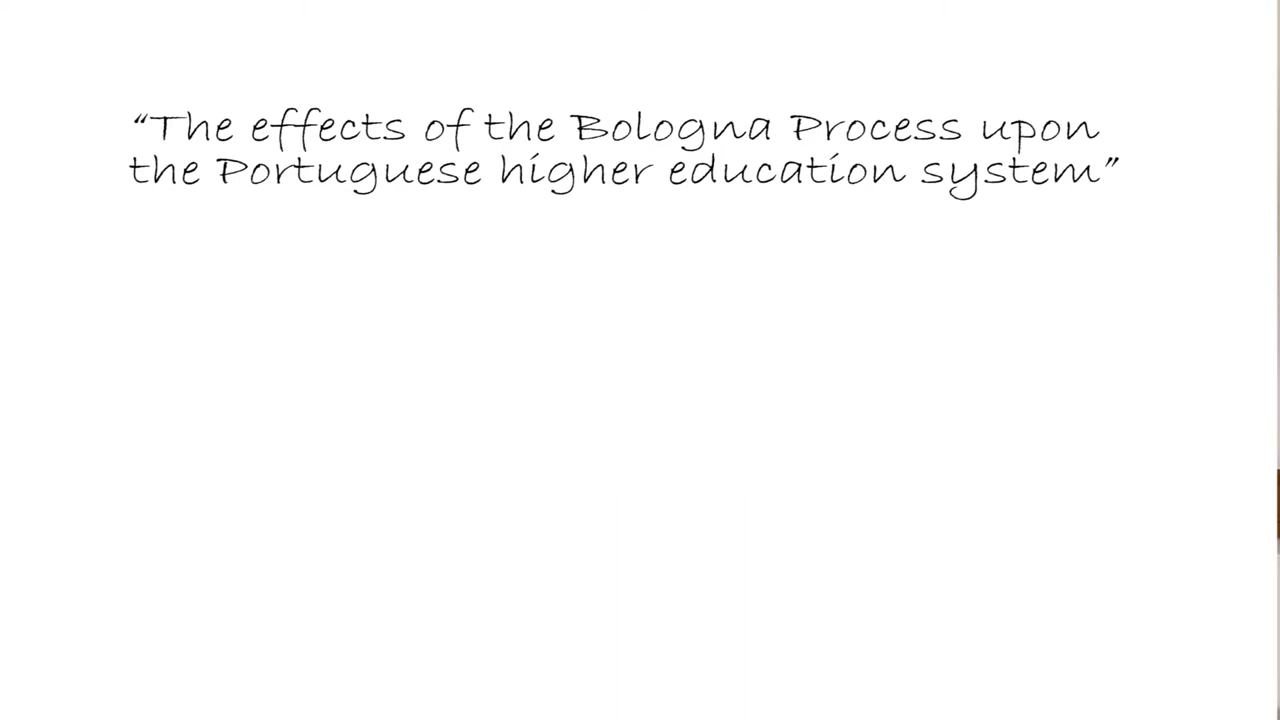 “The effects of the Bologna Process upon
the Portuguese higher education system”